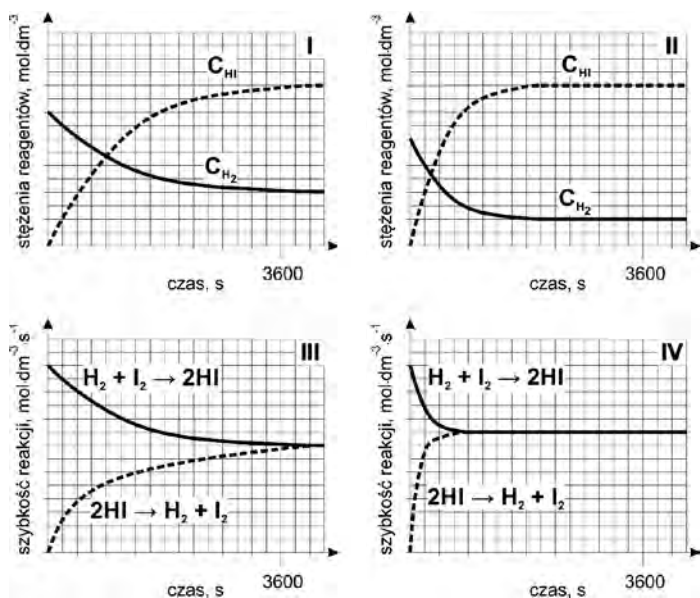 stężenia reagentów, mol·dm⁻³
I
C_HI
C_H₂
3600
czas, s
stężenia reagentów, mol·dm⁻³
II
C_HI
C_H₂
3600
czas, s
szybkość reakcji, mol·dm⁻³·s⁻¹
III
H₂ + I₂ → 2HI
2HI → H₂ + I₂
3600
czas, s
szybkość reakcji, mol·dm⁻³·s⁻¹
IV
H₂ + I₂ → 2HI
2HI → H₂ + I₂
3600
czas, s